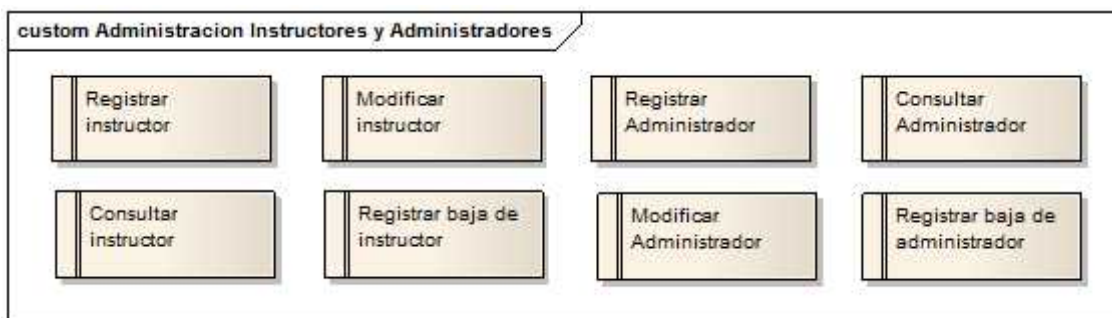 custom Administracion Instructores y Administradores
Registrar
instructor
Modificar
instructor
Registrar
Administrador
Consultar
Administrador
Consultar
instructor
Registrar baja de
instructor
Modificar
Administrador
Registrar baja de
administrador